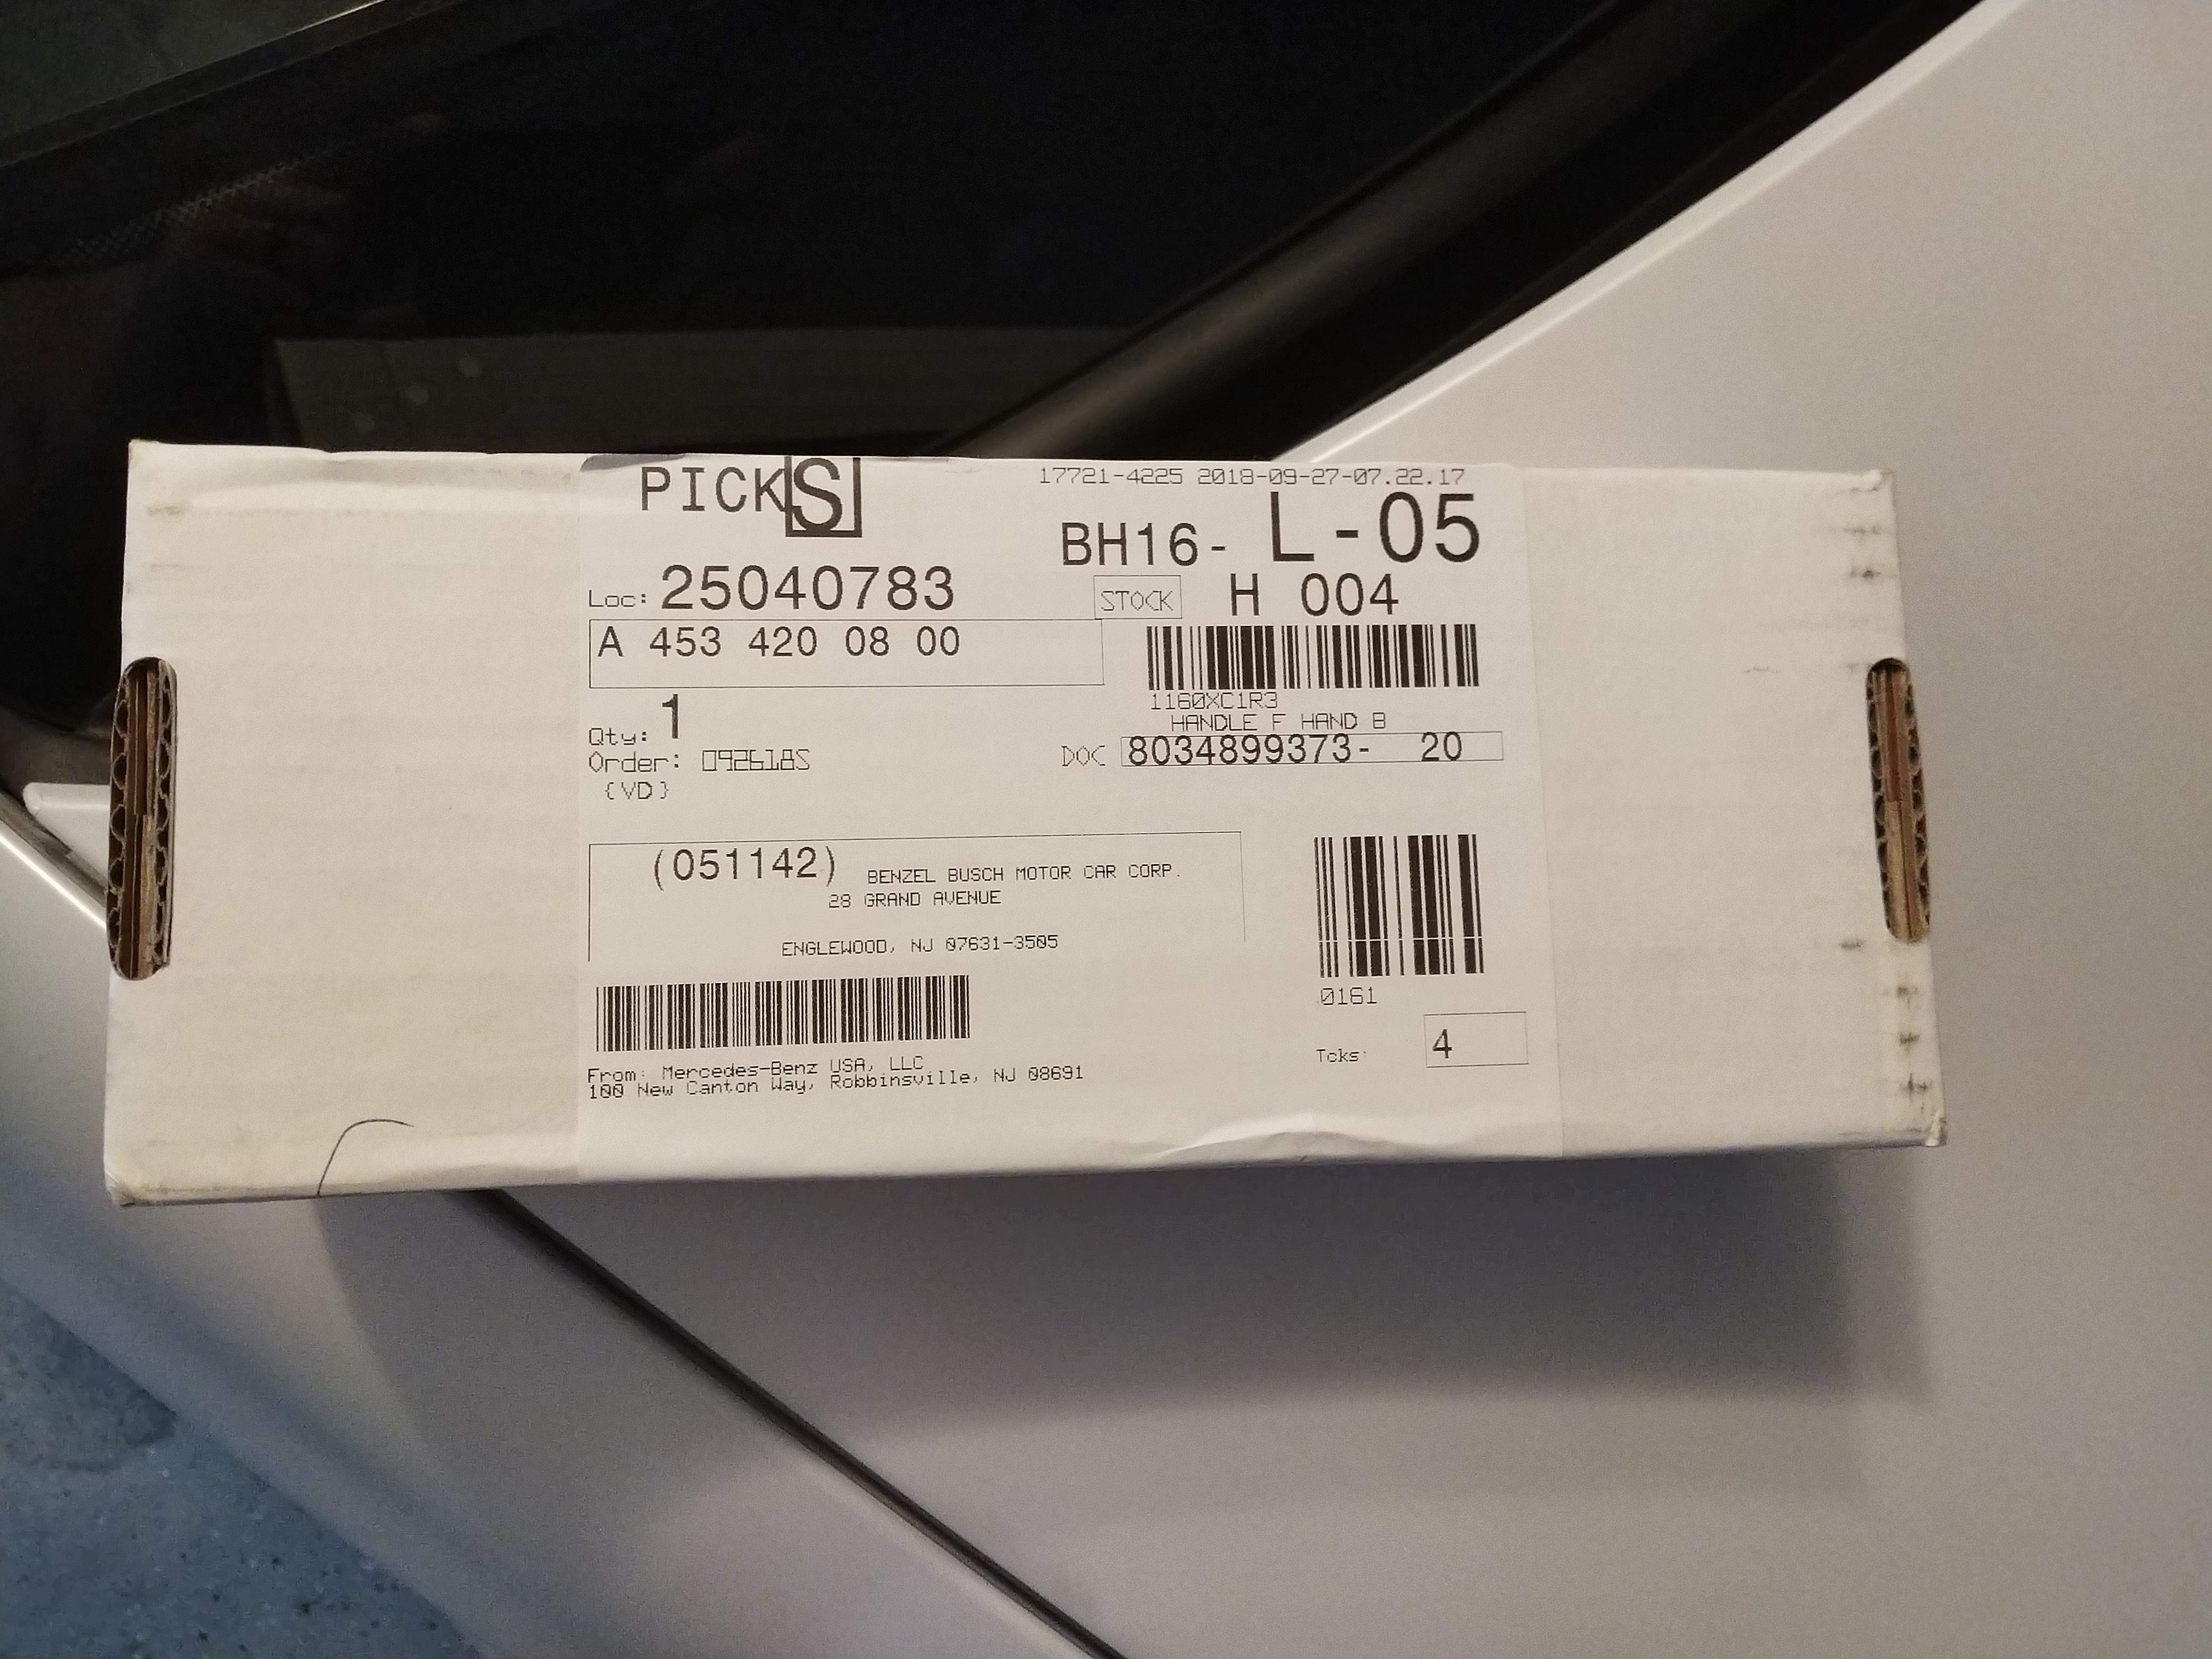 PICKS
17721-4225 2018-09-27-07.22.17
BH16- L-05
Loc: 25040783
STOCK H 004
A 453 420 08 00
1160XC1R3
HANDLE F HAND B
Qty: 1
DOC 8034899373- 20
Order: 092618S
{VD}
(051142) BENZEL BUSCH MOTOR CAR CORP.
28 GRAND AVENUE
ENGLEWOOD, NJ 07631-3505
0161
Tcks: 4
From: Mercedes-Benz USA, LLC
100 New Canton Way, Robbinsville, NJ 08691